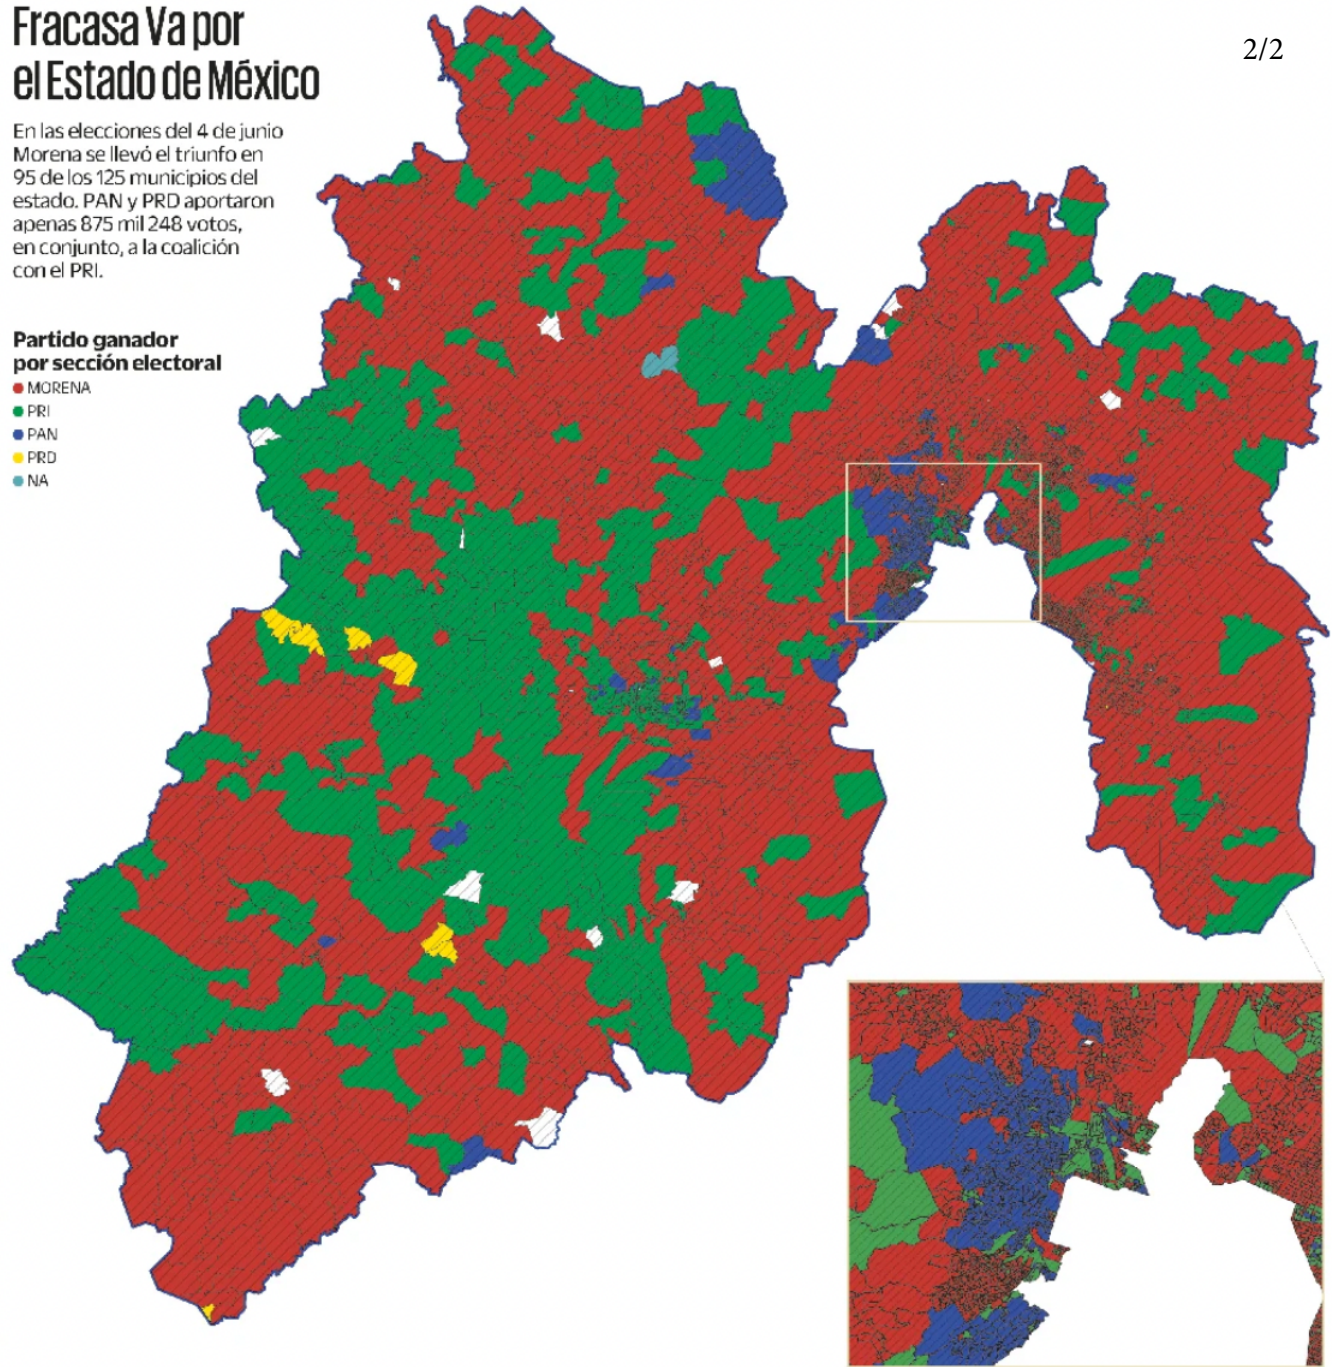 Fracasa Va por
el Estado de México
2/2
En las elecciones del 4 de junio
Morena se llevó el triunfo en
95 de los 125 municipios del
estado. PAN y PRD aportaron
apenas 875 mil 248 votos,
en conjunto, a la coalición
con el PRI.
Partido ganador
por sección electoral
MORENA
PRI
PAN
PRD
NA